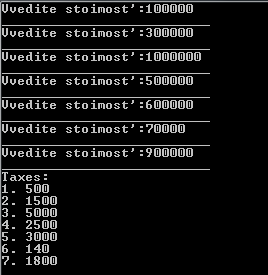 Vvedite stoimost':100000
Vvedite stoimost':300000
Vvedite stoimost':1000000
Vvedite stoimost':500000
Vvedite stoimost':600000
Vvedite stoimost':70000
Vvedite stoimost':900000
Taxes:
1. 500
2. 1500
3. 5000
4. 2500
5. 3000
6. 140
7. 1800